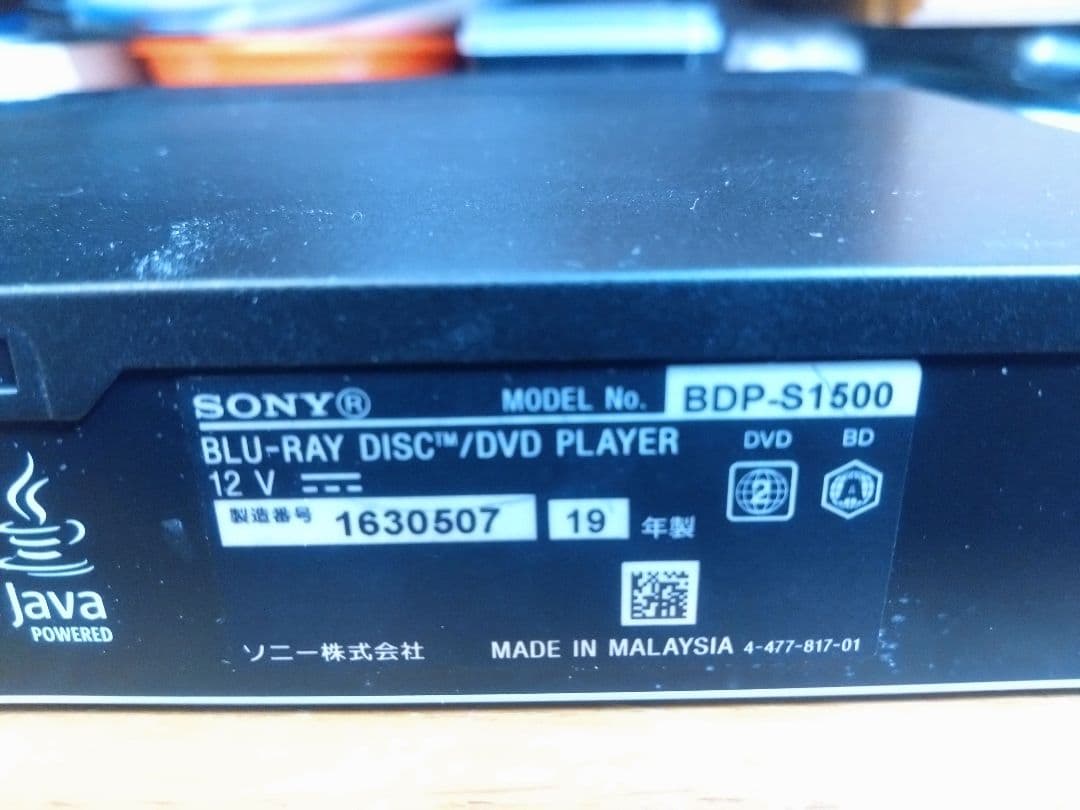 SONY® MODEL No. BDP-S1500
BLU-RAY DISC™/DVD PLAYER DVD BD
12 V 2 A
製造番号 1630507 19 年製
Java
POWERED
ソニー株式会社 MADE IN MALAYSIA 4-477-817-01